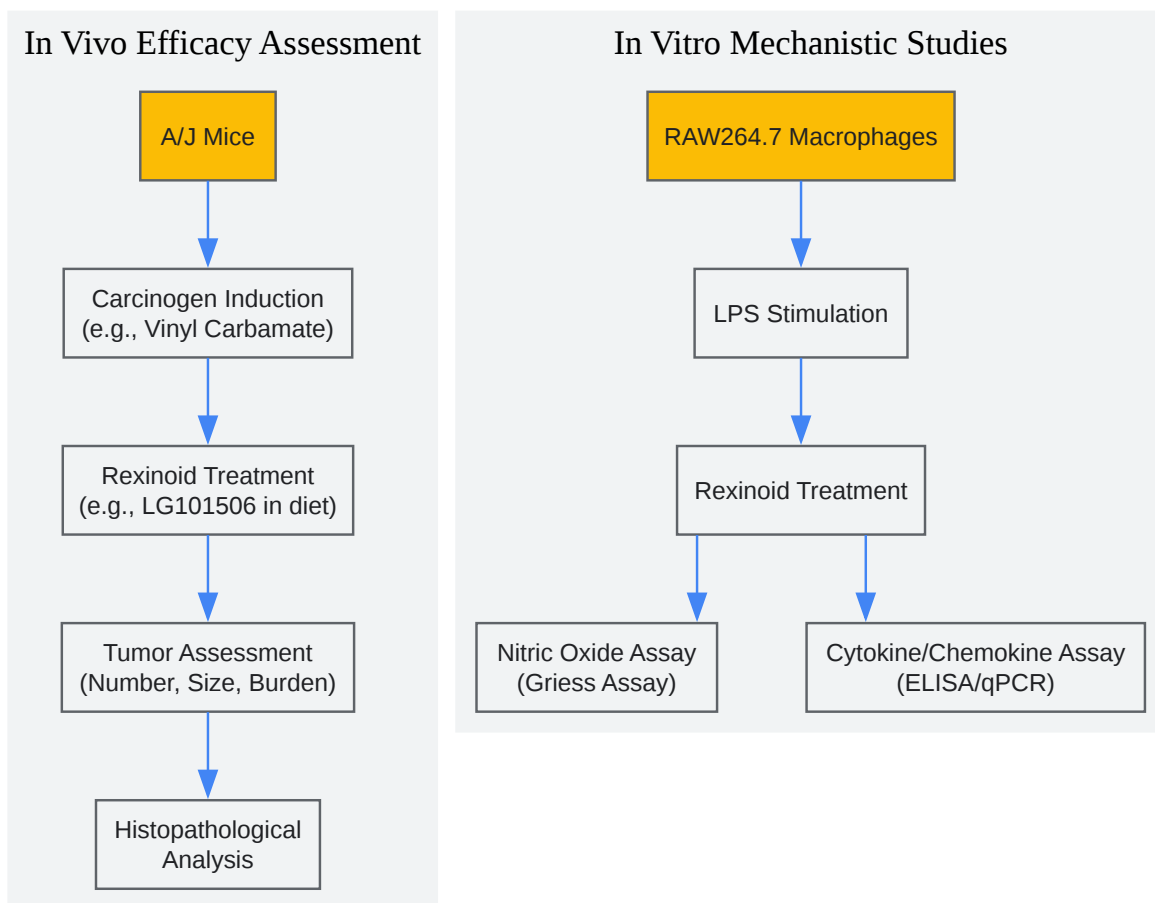 In Vivo Efficacy Assessment
A/J Mice
Carcinogen Induction
(e.g., Vinyl Carbamate)
Rexinoid Treatment
(e.g., LG101506 in diet)
Tumor Assessment
(Number, Size, Burden)
Histopathological
Analysis
In Vitro Mechanistic Studies
RAW264.7 Macrophages
LPS Stimulation
Rexinoid Treatment
Nitric Oxide Assay
(Griess Assay)
Cytokine/Chemokine Assay
(ELISA/qPCR)